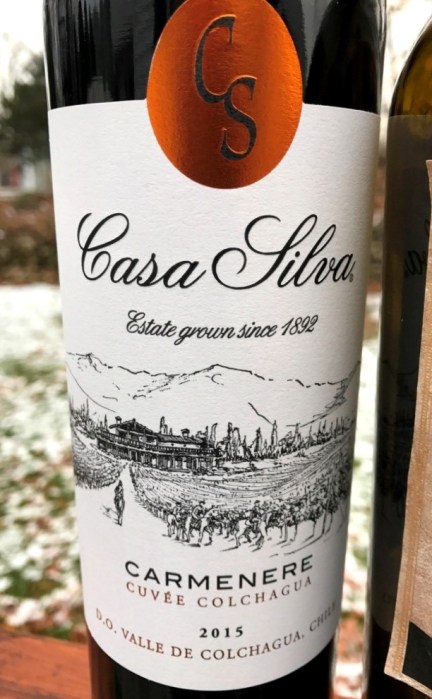 CS
Casa Silva
Estate grown since 1892
CARMENERE
CUVÉE COLCHAGUA
2015
D.O. VALLE DE COLCHAGUA, CHILE